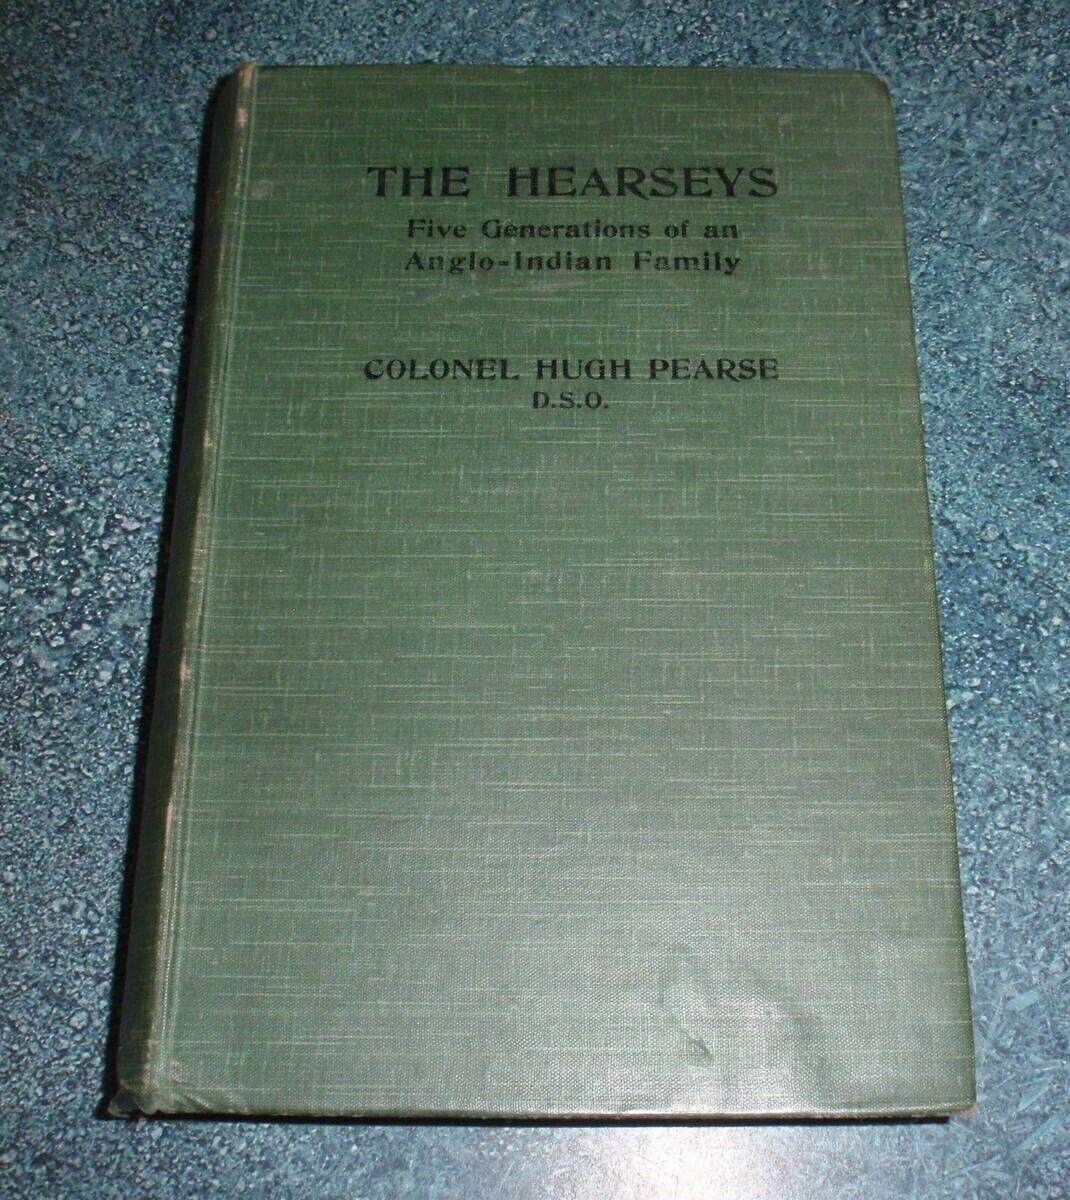 THE HEARSEYS
Five Generations of an
Anglo-Indian Family
COLONEL HUGH PEARSE
D.S.O.